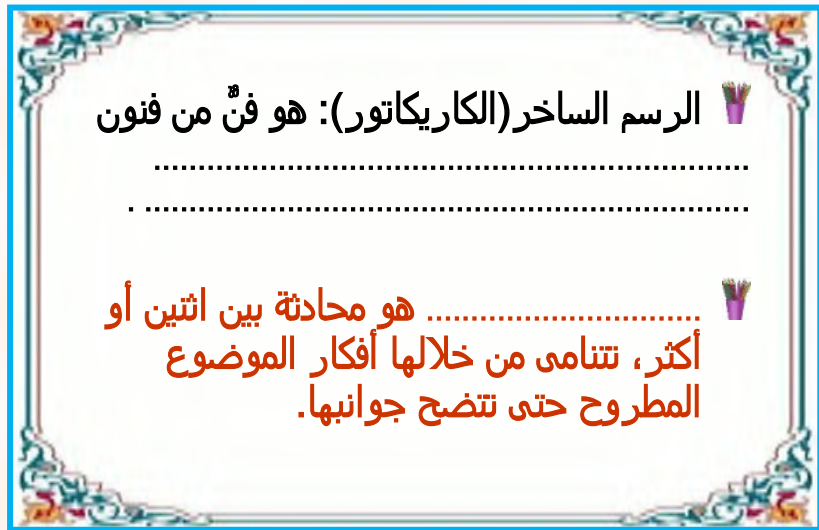 الرسم الساخر(الكاريكاتور): هو فنٌّ من فنون
..................................................................
................................................................... .
............................... هو محادثة بين اثنين أو
أكثر، تتنامى من خلالها أفكار الموضوع
المطروح حتى تتضح جوانبها.